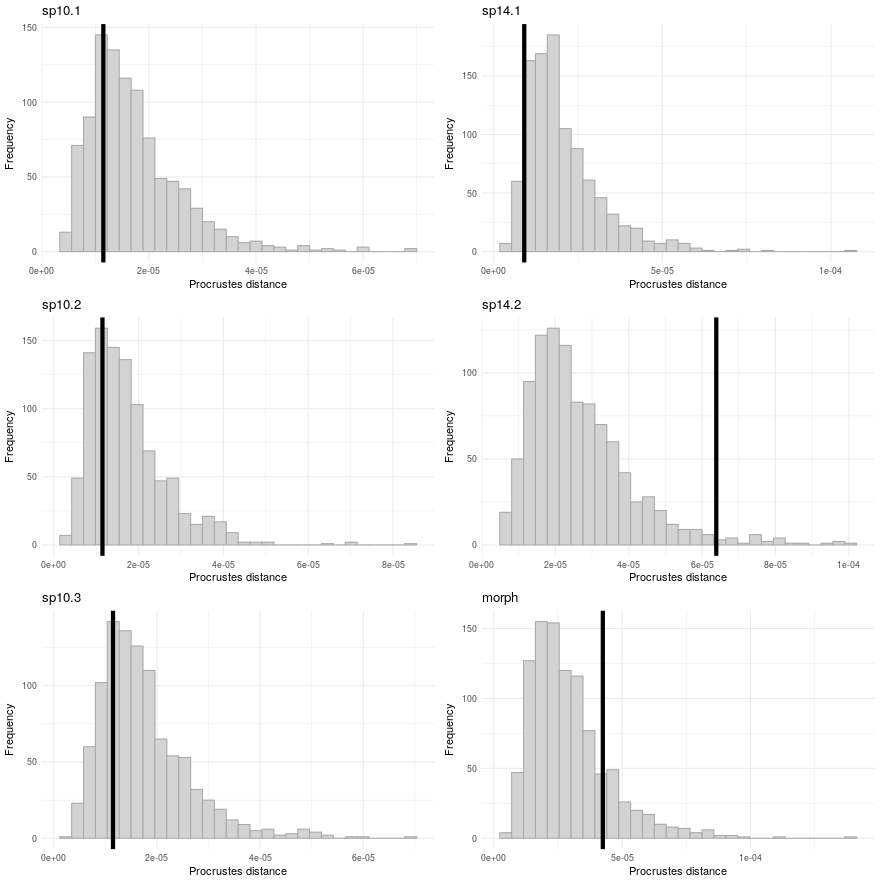 sp10.1
150
100
50
0
Frequency
0e+00 2e-05 4e-05 6e-05
Procrustes distance
sp14.1
150
100
50
0
Frequency
0e+00 5e-05 1e-04
Procrustes distance
sp10.2
150
100
50
0
Frequency
0e+00 2e-05 4e-05 6e-05 8e-05
Procrustes distance
sp14.2
100
50
0
Frequency
0e+00 2e-05 4e-05 6e-05 8e-05 1e-04
Procrustes distance
sp10.3
100
50
0
Frequency
0e+00 2e-05 4e-05 6e-05
Procrustes distance
morph
150
100
50
0
Frequency
0e+00 5e-05 1e-04
Procrustes distance